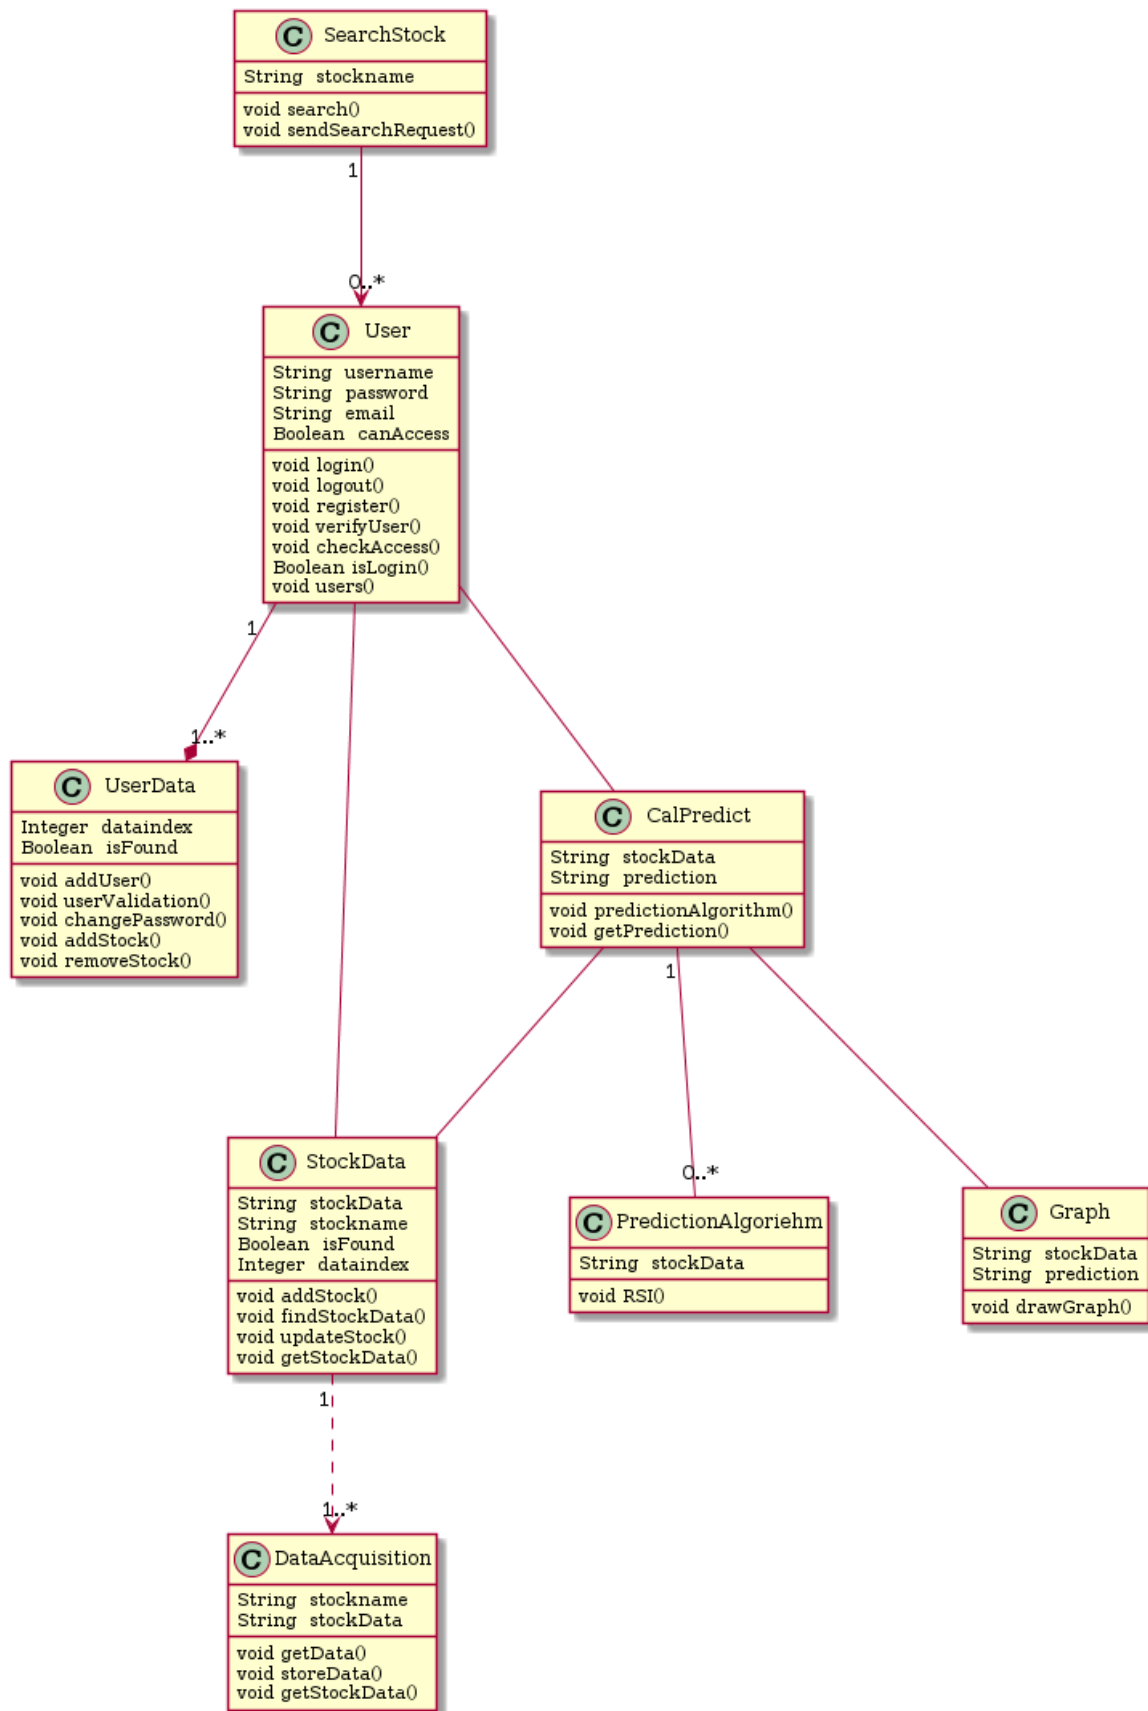 C SearchStock
String stockname
void search()
void sendSearchRequest()
1
0..*
C User
String username
String password
String email
Boolean canAccess
void login()
void logout()
void register()
void verifyUser()
void checkAccess()
Boolean isLogin()
void users()
1
1..*
C UserData
Integer dataindex
Boolean isFound
void addUser()
void userValidation()
void changePassword()
void addStock()
void removeStock()
C CalPredict
String stockData
String prediction
void predictionAlgorithm()
void getPrediction()
1
0..*
C StockData
String stockData
String stockname
Boolean isFound
Integer dataindex
void addStock()
void findStockData()
void updateStock()
void getStockData()
C PredictionAlgoriehm
String stockData
void RSI()
C Graph
String stockData
String prediction
void drawGraph()
1
1..*
C DataAcquisition
String stockname
String stockData
void getData()
void storeData()
void getStockData()